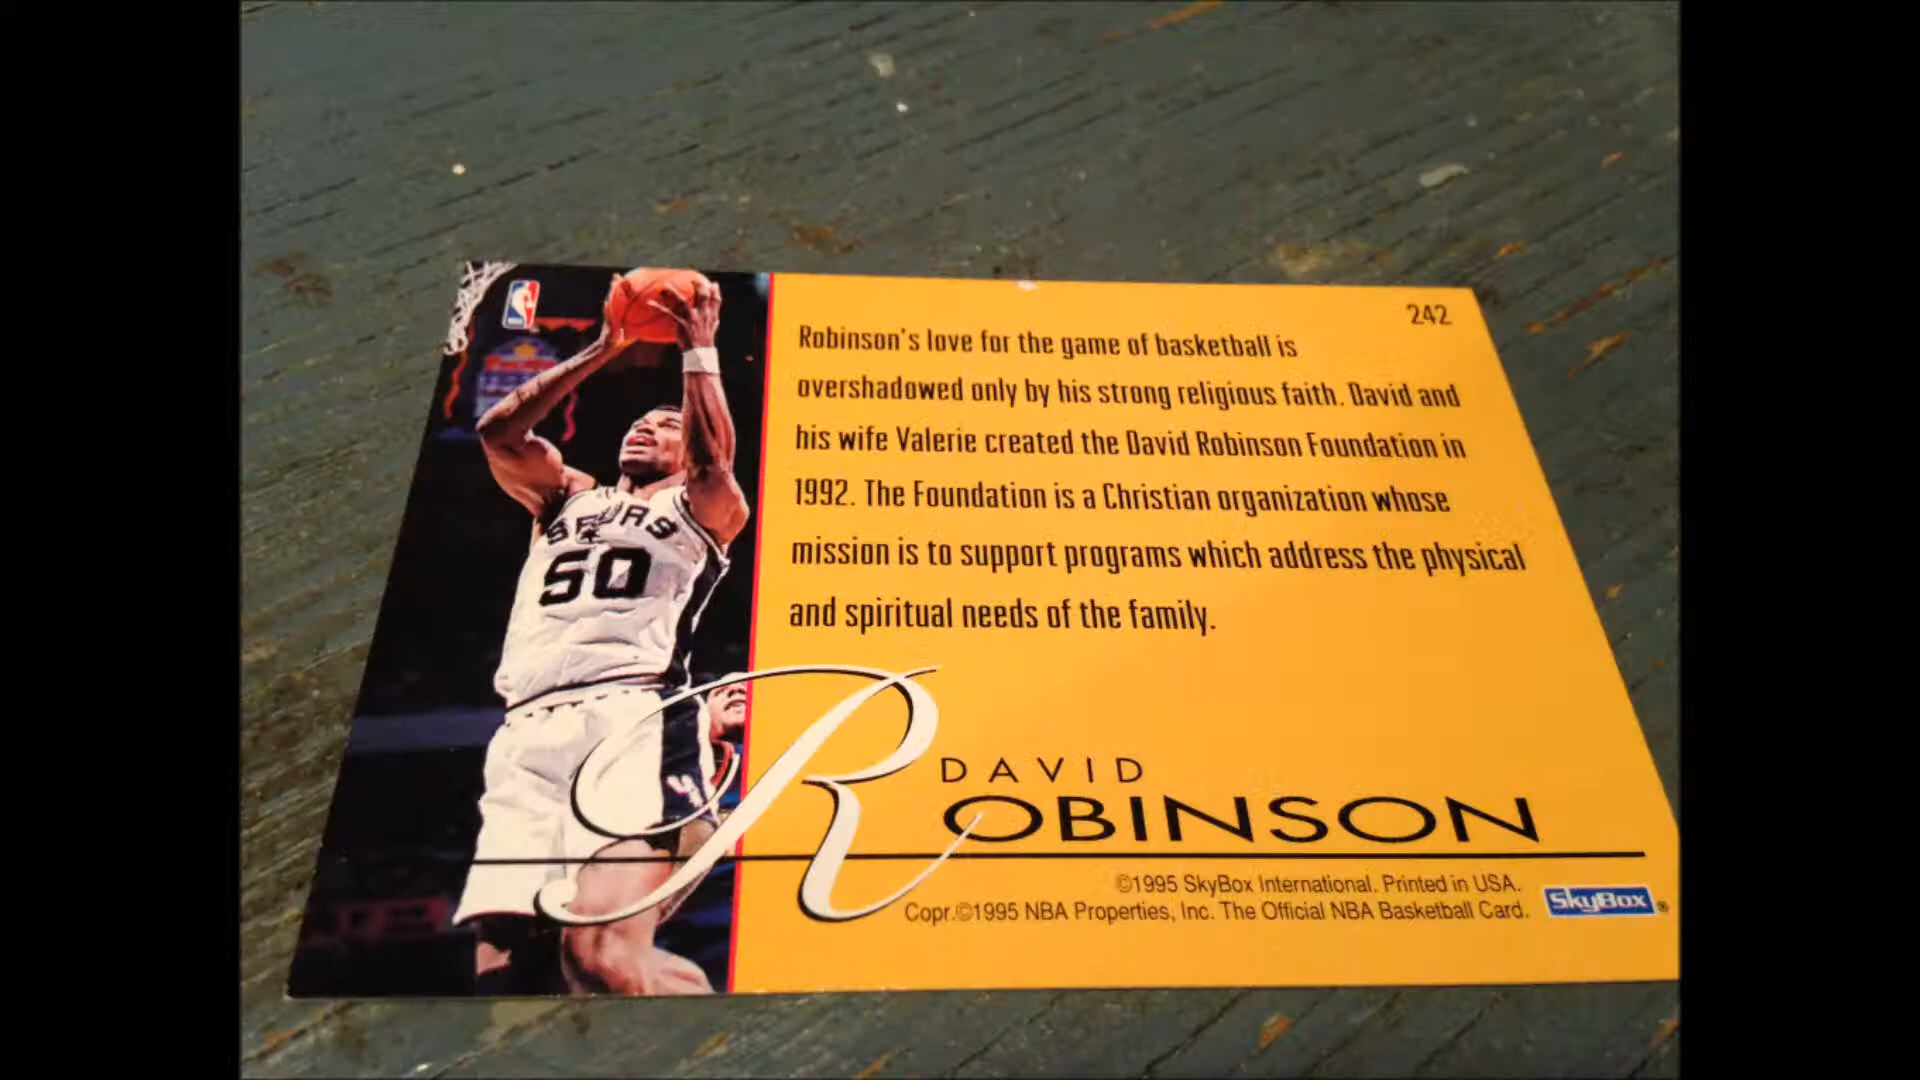 242
Robinson's love for the game of basketball is
overshadowed only by his strong religious faith. David and
his wife Valerie created the David Robinson Foundation in
1992. The Foundation is a Christian organization whose
mission is to support programs which address the physical
and spiritual needs of the family.
SPURS
50
DAVID
ROBINSON
©1995 SkyBox International. Printed in USA.
Copr.©1995 NBA Properties, Inc. The Official NBA Basketball Card.
SkyBox ®